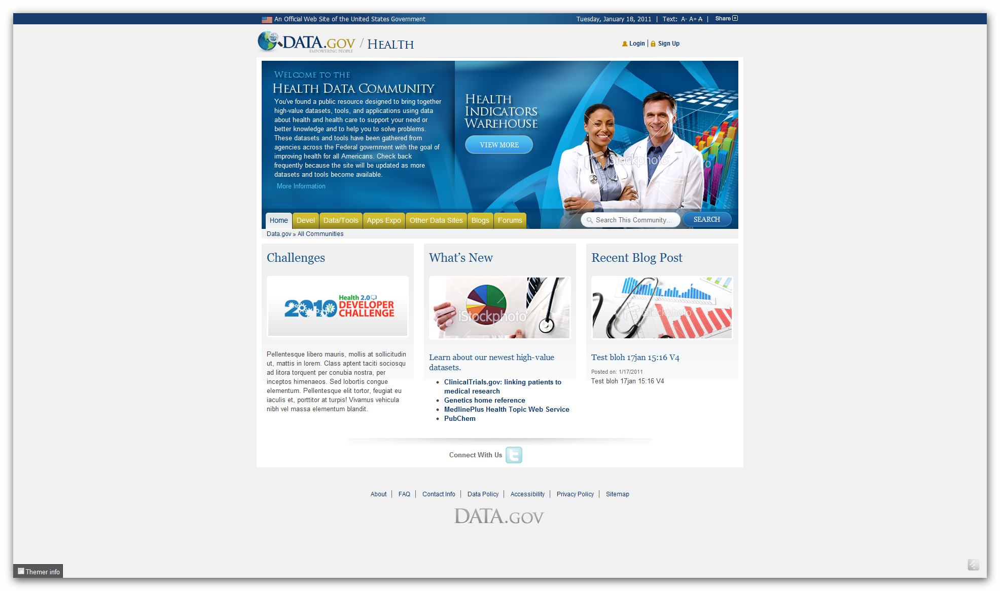 An Official Web Site of the United States Government
Tuesday, January 18, 2011 | Text: A- A+ A | Share
DATA.GOV / HEALTH
EMPOWERING PEOPLE
Login | Sign Up
WELCOME TO THE
HEALTH DATA COMMUNITY
You've found a public resource designed to bring together
high-value datasets, tools, and applications using data
about health and health care to support your need or
better knowledge and to help you to solve problems.
These datasets and tools have been gathered from
agencies across the Federal government with the goal of
improving health for all Americans. Check back
frequently because the site will be updated as more
datasets and tools become available.
More Information
HEALTH
INDICATORS
WAREHOUSE
VIEW MORE
iStockphoto
Home Devel Data/Tools Apps Expo Other Data Sites Blogs Forums
Search This Community...
SEARCH
Data.gov » All Communities
Challenges
Health 2.0
2010 DEVELOPER
CHALLENGE
Pellentesque libero mauris, mollis at sollicitudin
ut, mattis in lorem. Class aptent taciti sociosqu
ad litora torquent per conubia nostra, per
inceptos himenaeos. Sed lobortis congue
elementum. Pellentesque elit tortor, feugiat eu
iaculis et, porttitor at turpis! Vivamus vehicula
nibh vel massa elementum blandit.
What's New
iStockphoto
Learn about our newest high-value
datasets.
ClinicalTrials.gov: linking patients to
medical research
Genetics home reference
MedlinePlus Health Topic Web Service
PubChem
Recent Blog Post
iStockphoto
Test bloh 17jan 15:16 V4
Posted on: 1/17/2011
Test bloh 17jan 15:16 V4
Connect With Us
About | FAQ | Contact Info | Data Policy | Accessibility | Privacy Policy | Sitemap
DATA.GOV
Themer info